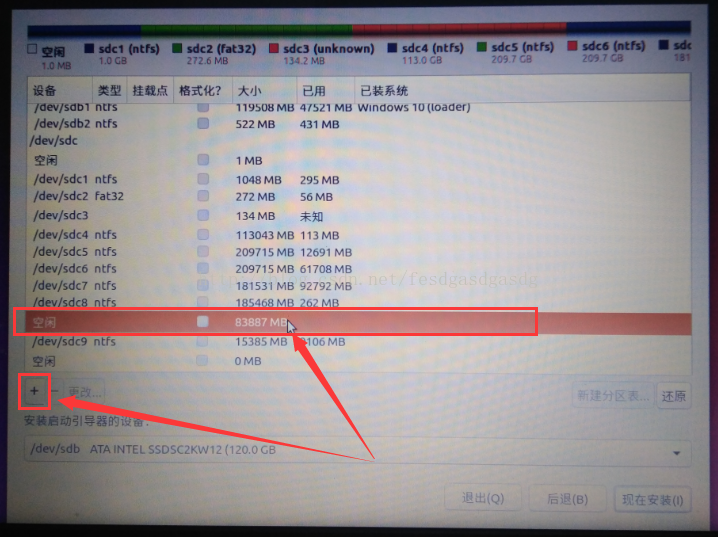 空闲 sdc1 (ntfs) sdc2 (fat32) sdc3 (unknown) sdc4 (ntfs) sdc5 (ntfs) sdc6 (ntfs) sdc
1.0 MB 1.0 GB 272.6 MB 134.2 MB 113.0 GB 209.7 GB 209.7 GB 181
设备 类型 挂载点 格式化? 大小 已用 已装系统
/dev/sdb1 ntfs 119508 MB 47521 MB Windows 10 (loader)
/dev/sdb2 ntfs 522 MB 431 MB
/dev/sdc
空闲 1 MB
/dev/sdc1 ntfs 1048 MB 295 MB
/dev/sdc2 fat32 272 MB 56 MB
/dev/sdc3 134 MB 未知
/dev/sdc4 ntfs 113043 MB 113 MB
/dev/sdc5 ntfs 209715 MB 12691 MB
/dev/sdc6 ntfs 209715 MB 61708 MB
/dev/sdc7 ntfs 181531 MB 92792 MB
/dev/sdc8 ntfs 185468 MB 262 MB
空闲 83887 MB
/dev/sdc9 ntfs 15385 MB 106 MB
空闲 0 MB
+ − 更改... 新建分区表... 还原
安装启动引导器的设备:
/dev/sdb ATA INTEL SSDSC2KW12 (120.0 GB
退出(Q) 后退(B) 现在安装(I)